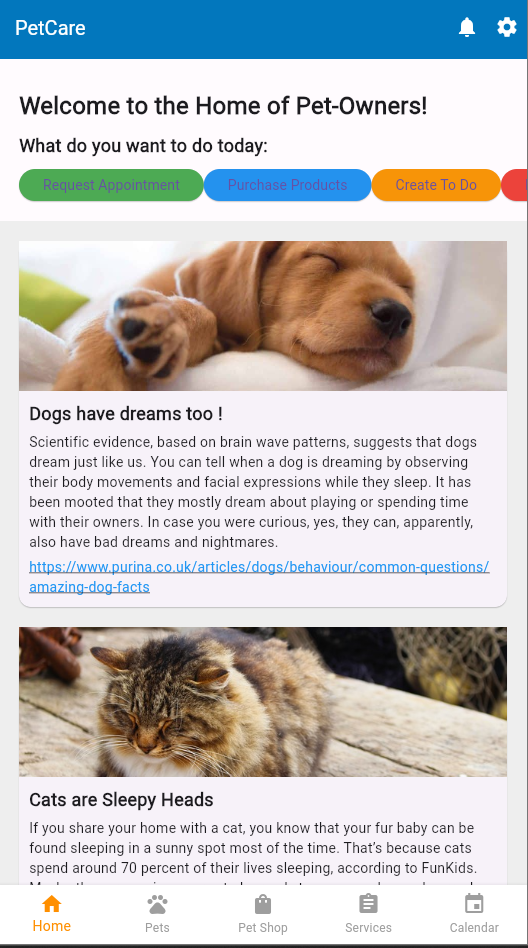 PetCare
Welcome to the Home of Pet-Owners!
What do you want to do today:
Request Appointment Purchase Products Create To Do
Dogs have dreams too !
Scientific evidence, based on brain wave patterns, suggests that dogs
dream just like us. You can tell when a dog is dreaming by observing
their body movements and facial expressions while they sleep. It has
been mooted that they mostly dream about playing or spending time
with their owners. In case you were curious, yes, they can, apparently,
also have bad dreams and nightmares.
https://www.purina.co.uk/articles/dogs/behaviour/common-questions/
amazing-dog-facts
Cats are Sleepy Heads
If you share your home with a cat, you know that your fur baby can be
found sleeping in a sunny spot most of the time. That's because cats
spend around 70 percent of their lives sleeping, according to FunKids.
Home Pets Pet Shop Services Calendar